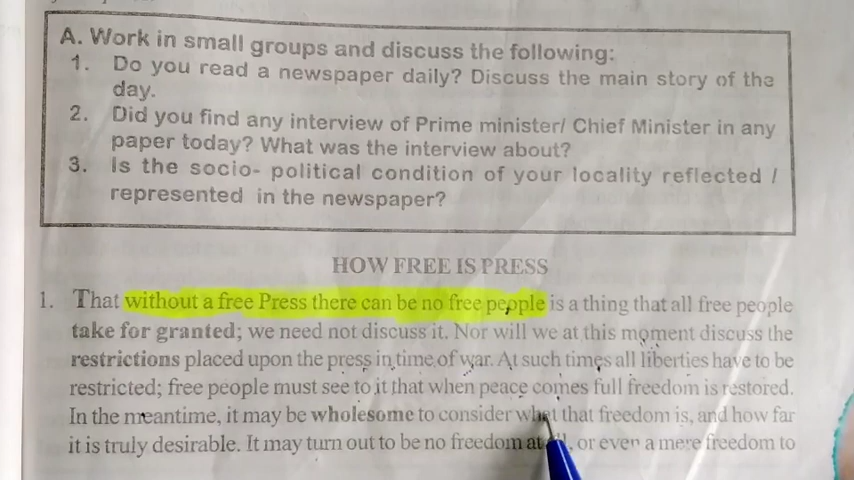 A. Work in small groups and discuss the following:
1. Do you read a newspaper daily? Discuss the main story of the
day.
2. Did you find any interview of Prime minister/ Chief Minister in any
paper today? What was the interview about?
3. Is the socio- political condition of your locality reflected /
represented in the newspaper?
HOW FREE IS PRESS
1. That without a free Press there can be no free people is a thing that all free people
take for granted; we need not discuss it. Nor will we at this moment discuss the
restrictions placed upon the press in time of war. At such times all liberties have to be
restricted; free people must see to it that when peace comes full freedom is restored.
In the meantime, it may be wholesome to consider what that freedom is, and how far
it is truly desirable. It may turn out to be no freedom at or even a mere freedom to